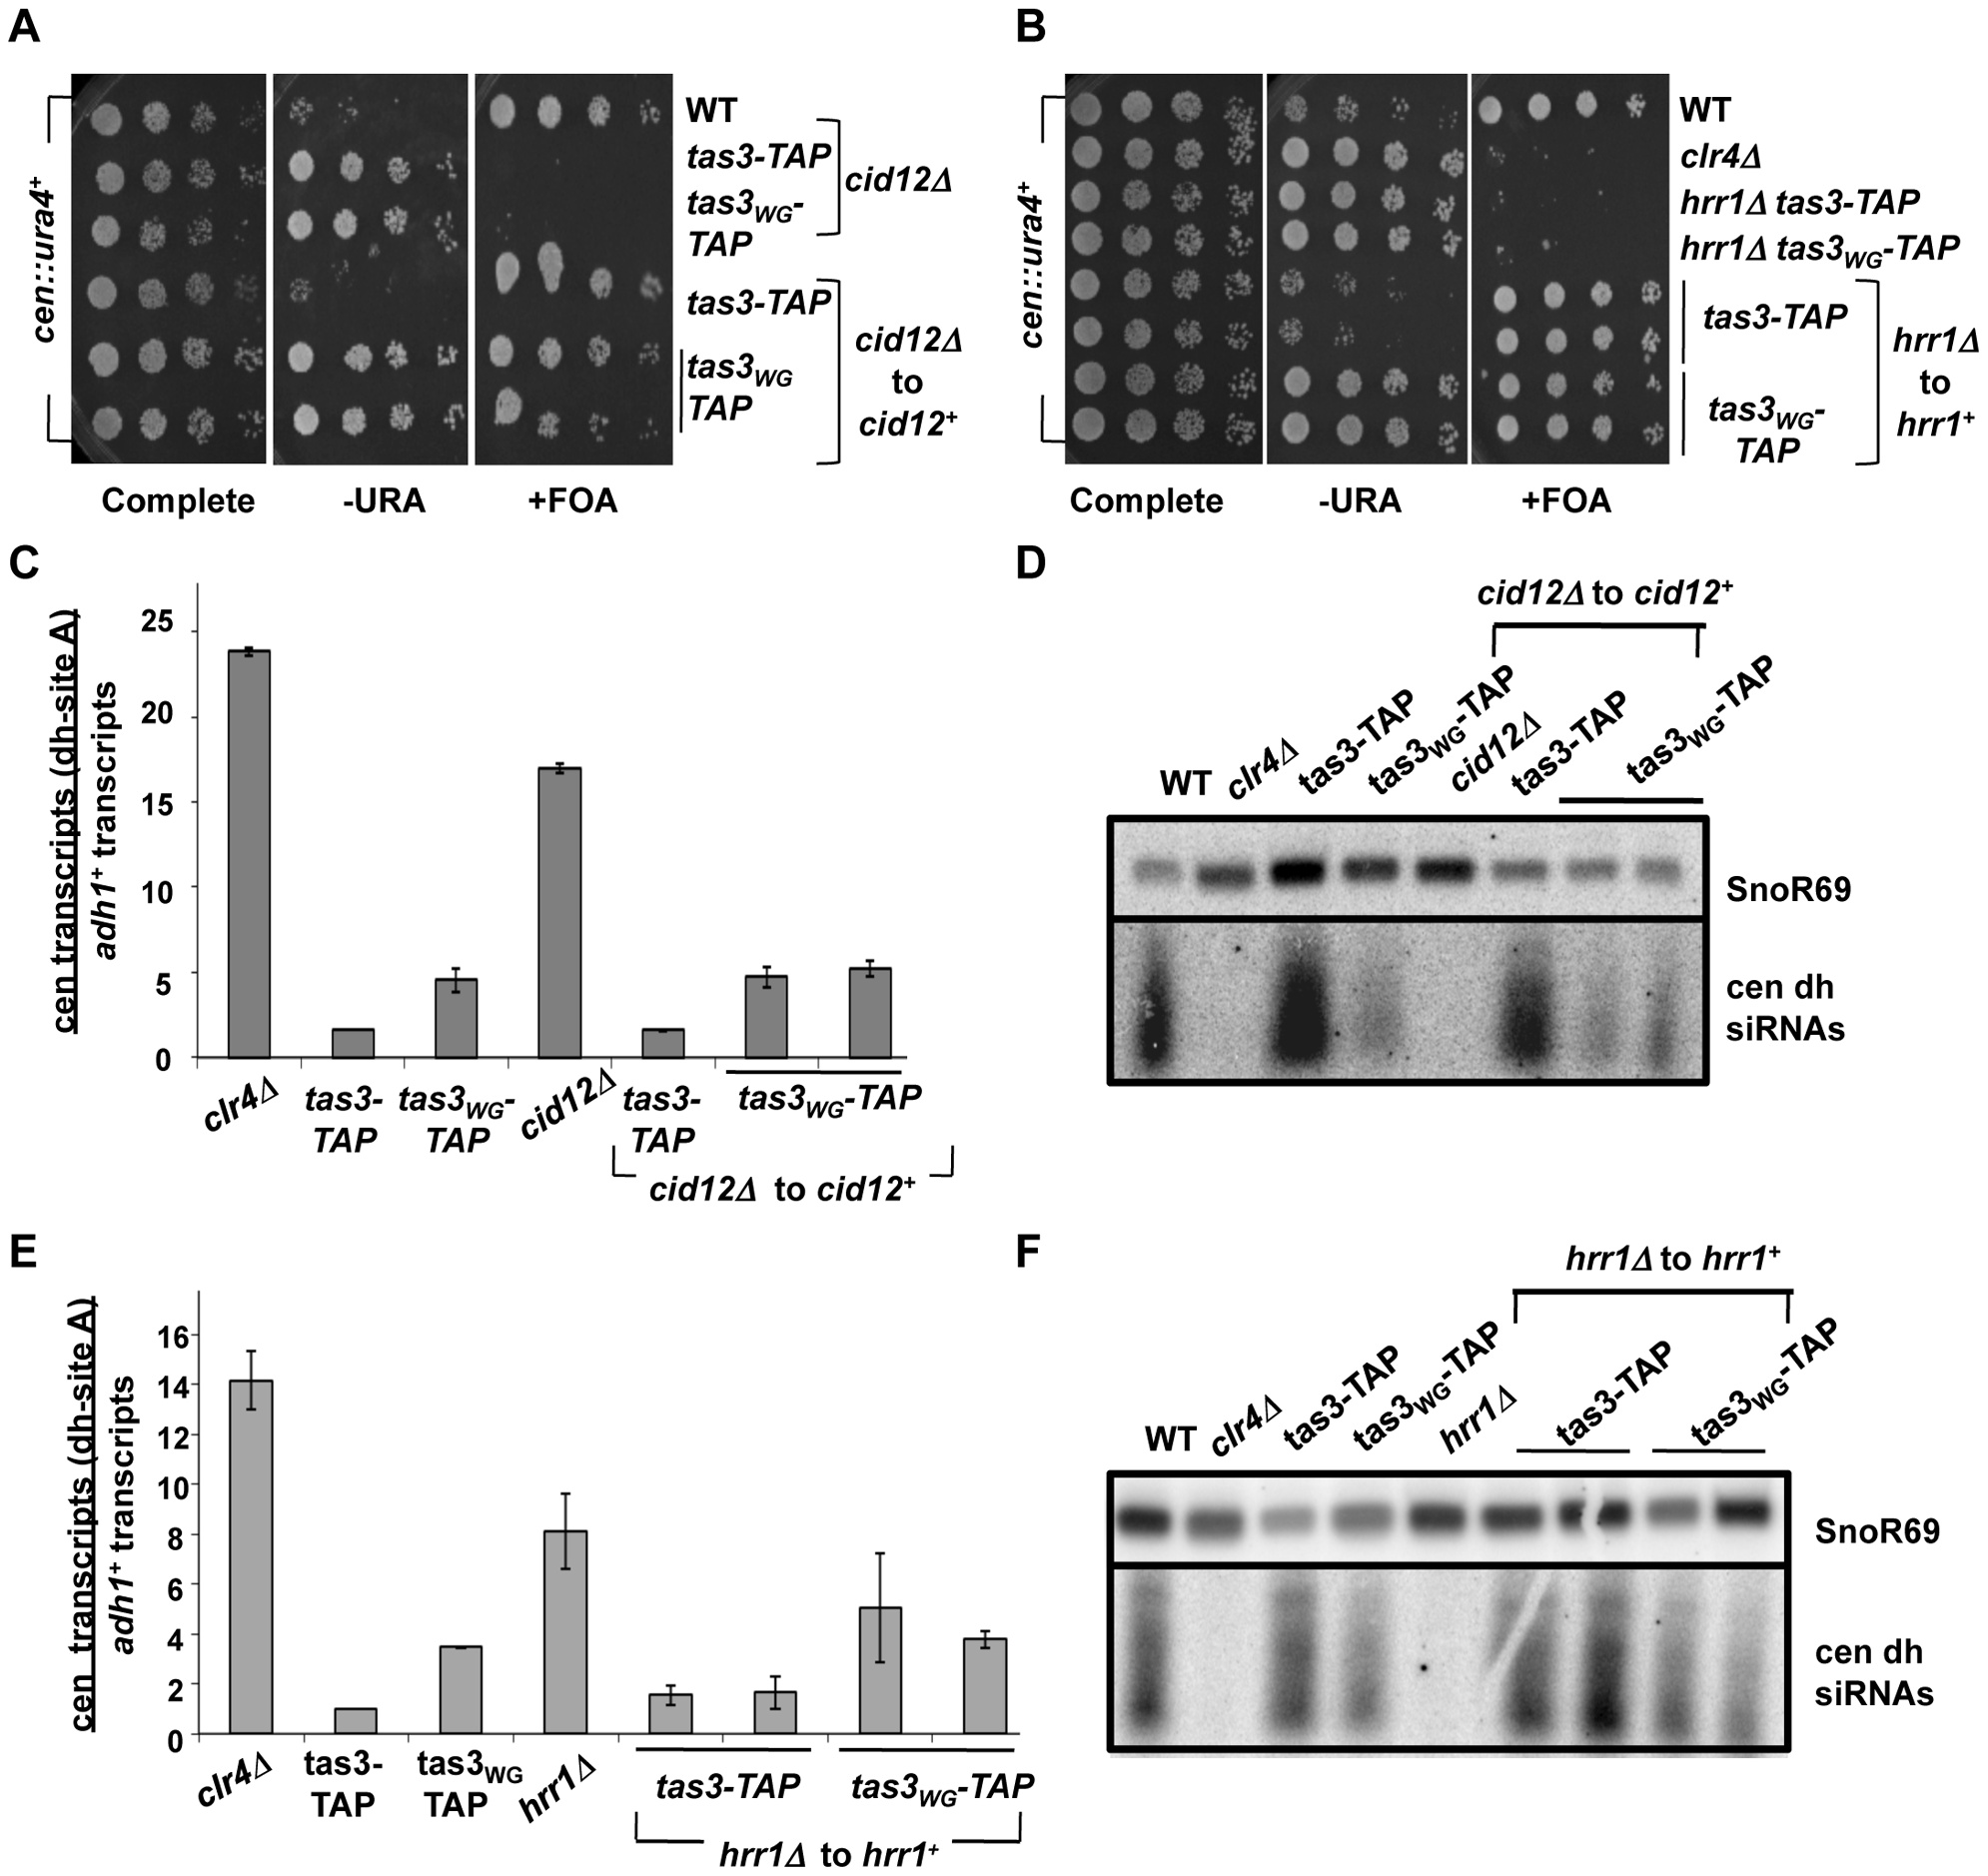 A
cen::ura4+
WT
tas3-TAP
tas3WG-
TAP
cid12Δ
tas3-TAP
tas3WG
TAP
cid12Δ
to
cid12+
Complete
-URA
+FOA
B
cen::ura4+
WT
clr4Δ
hrr1Δ tas3-TAP
hrr1Δ tas3WG-TAP
tas3-TAP
tas3WG-
TAP
hrr1Δ
to
hrr1+
Complete
-URA
+FOA
C
cen transcripts (dh-site A)
adh1+ transcripts
25
20
15
10
5
0
clr4Δ
tas3-
TAP
tas3WG-
TAP
cid12Δ
tas3-
TAP
tas3WG-TAP
cid12Δ to cid12+
D
cid12Δ to cid12+
WT
clr4Δ
tas3-TAP
tas3WG-TAP
cid12Δ
tas3-TAP
tas3WG-TAP
SnoR69
cen dh
siRNAs
E
cen transcripts (dh-site A)
adh1+ transcripts
16
14
12
10
8
6
4
2
0
clr4Δ
tas3-
TAP
tas3WG
TAP
hrr1Δ
tas3-TAP
tas3WG-TAP
hrr1Δ to hrr1+
F
hrr1Δ to hrr1+
WT
clr4Δ
tas3-TAP
tas3WG-TAP
hrr1Δ
tas3-TAP
tas3WG-TAP
SnoR69
cen dh
siRNAs